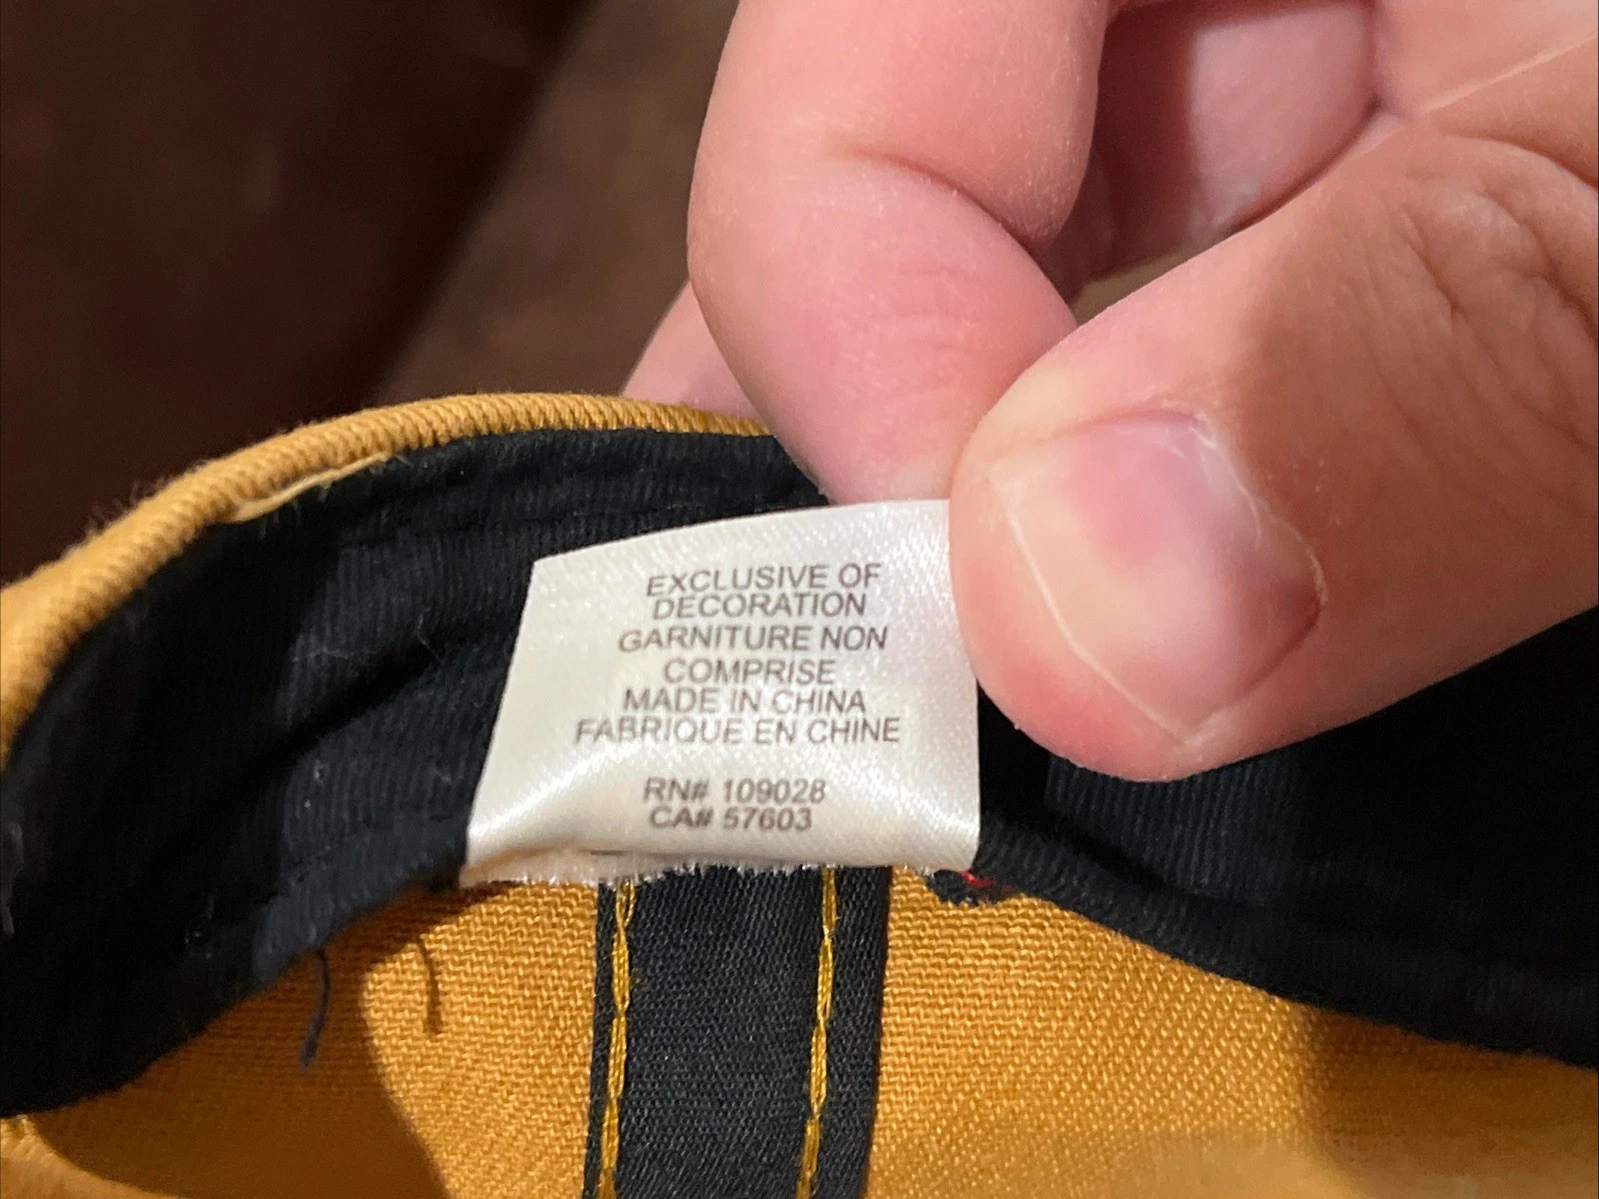 EXCLUSIVE OF
DECORATION
GARNITURE NON
COMPRISE
MADE IN CHINA
FABRIQUE EN CHINE
RN# 109028
CA# 57603